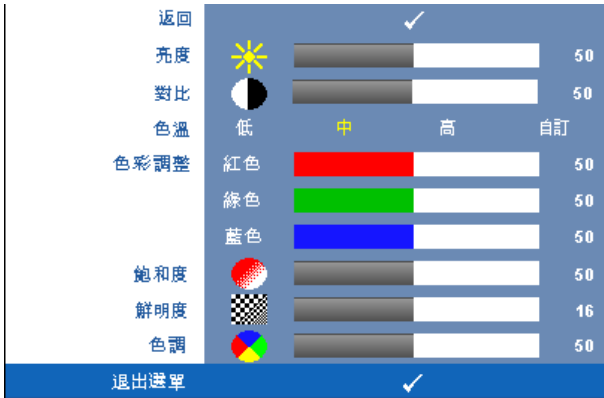 返回
亮度 50
對比 50
色溫 低 中 高 自訂
色彩調整 紅色 50
綠色 50
藍色 50
飽和度 50
鮮明度 16
色調 50
退出選單